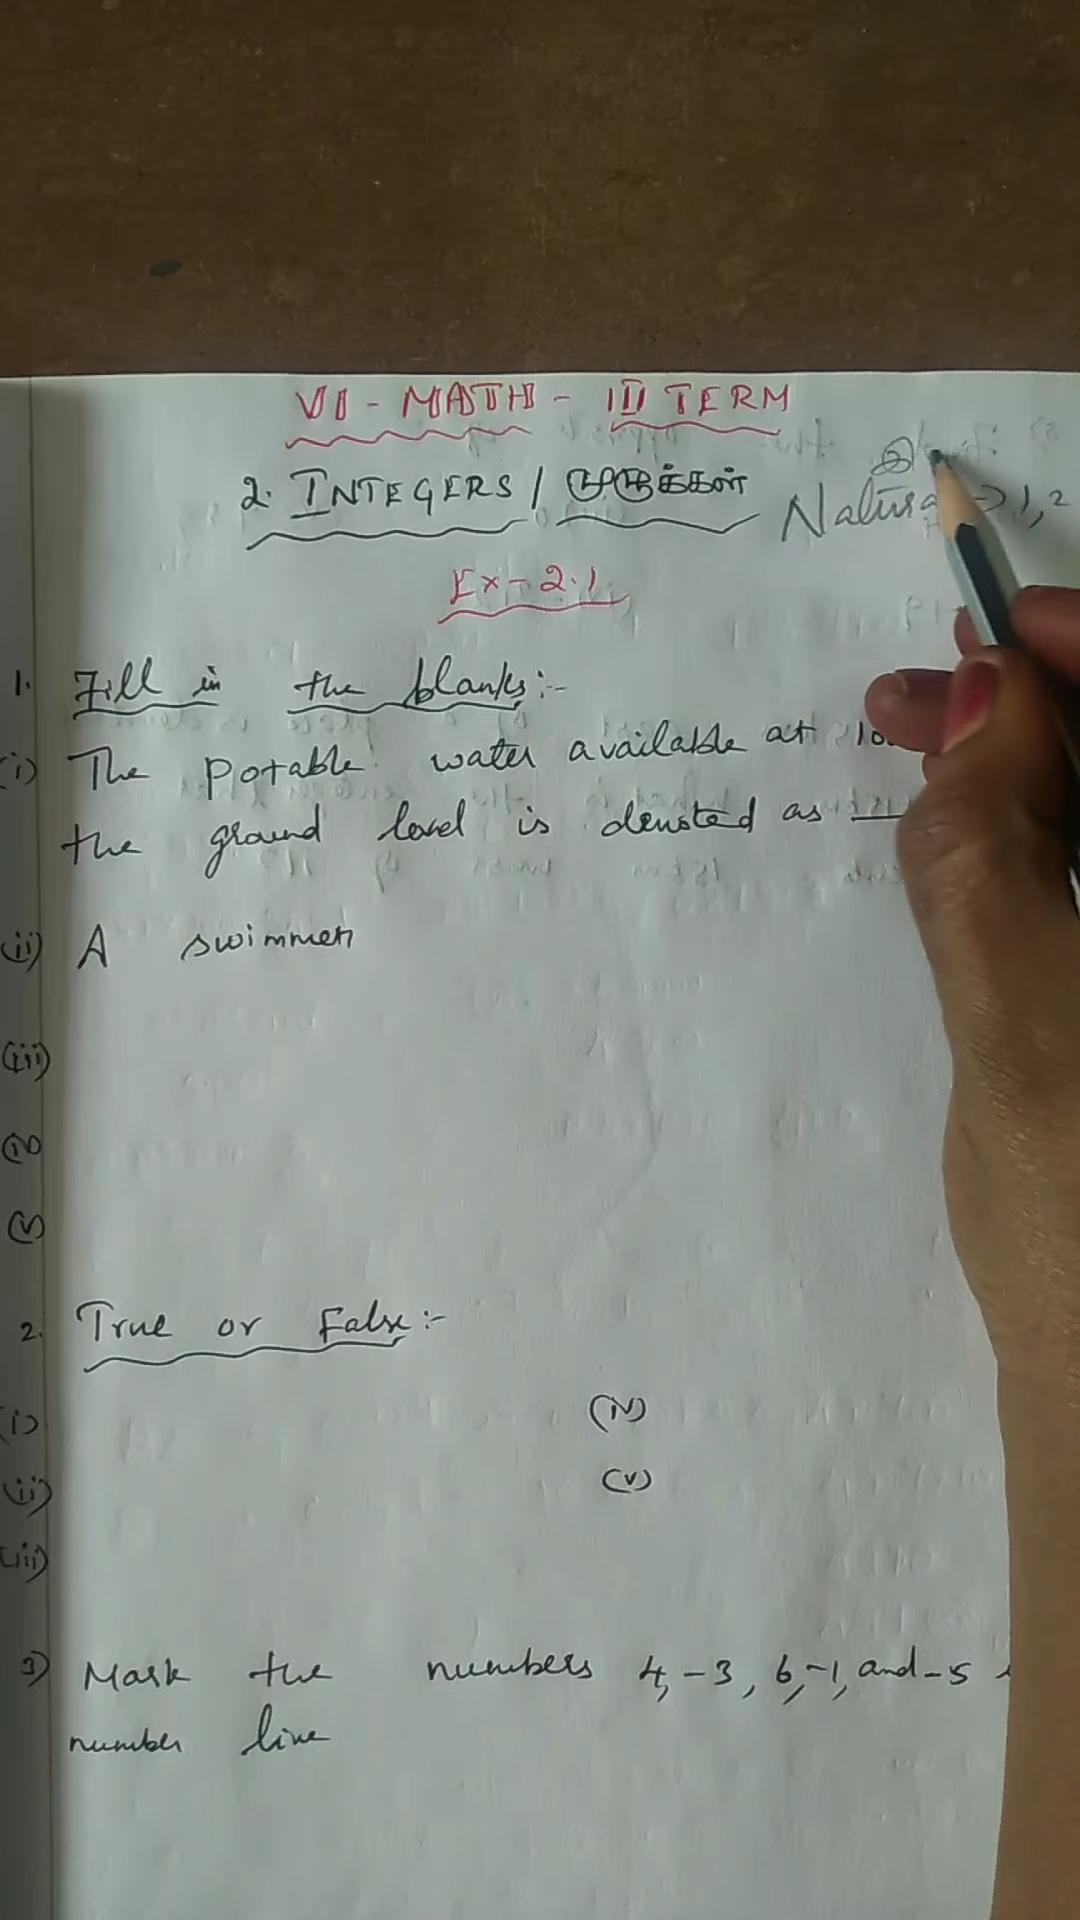 VI - MATH - III TERM
2. INTEGERS / முழுக்கள்
இ
Natural → 1, 2
Ex - 2.1
1. Fill in the blanks:-
(i) The potable water available at
the ground level is denoted as
(ii) A swimmer
(iii)
(iv)
(v)
2. True or False:-
(i) (iv)
(ii) (v)
(iii)
3) Mark the numbers 4, -3, 6, -1, and -5
number line